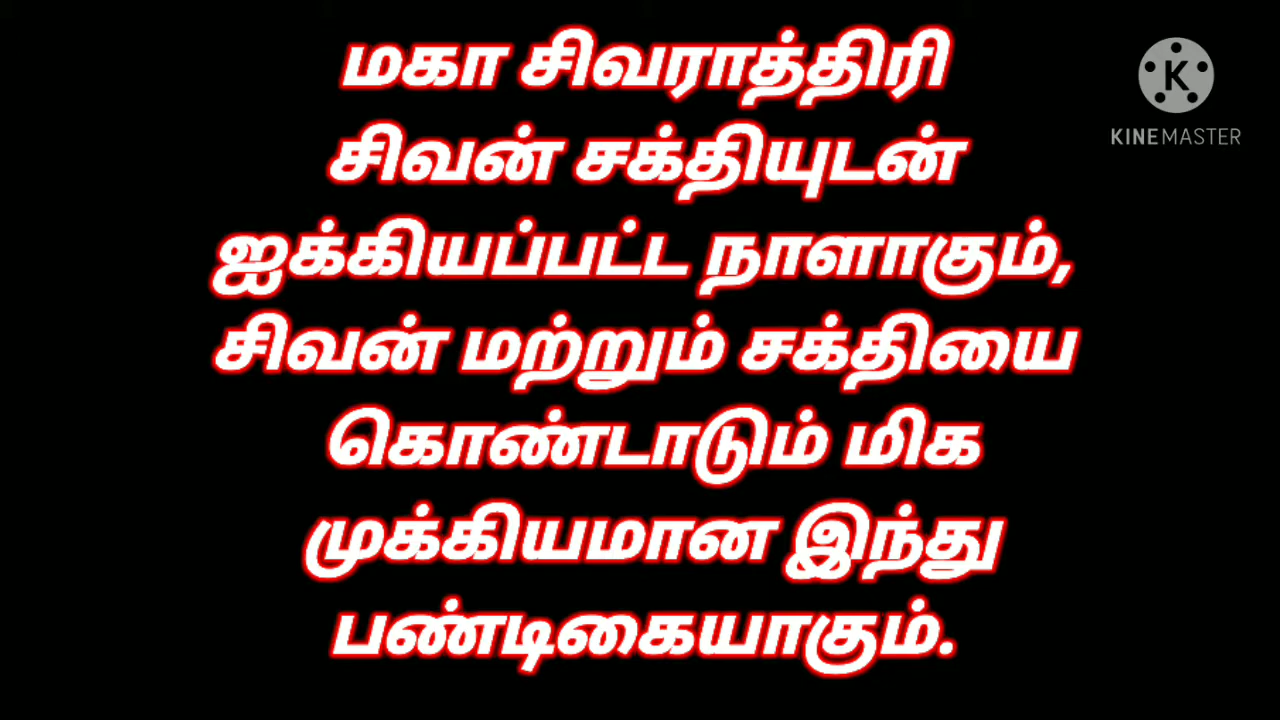 மகா சிவராத்திரி
சிவன் சக்தியுடன்
ஐக்கியப்பட்ட நாளாகும்,
சிவன் மற்றும் சக்தியை
கொண்டாடும் மிக
முக்கியமான இந்து
பண்டிகையாகும்.
K
KINEMASTER